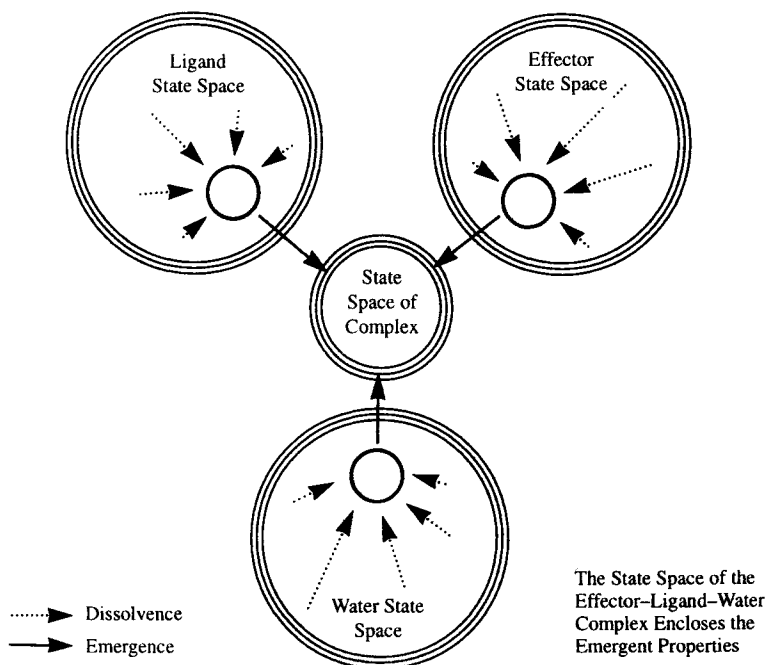 Ligand
State Space
Effector
State Space
State
Space of
Complex
Water State
Space
Dissolvence
Emergence
The State Space of the
Effector–Ligand–Water
Complex Encloses the
Emergent Properties